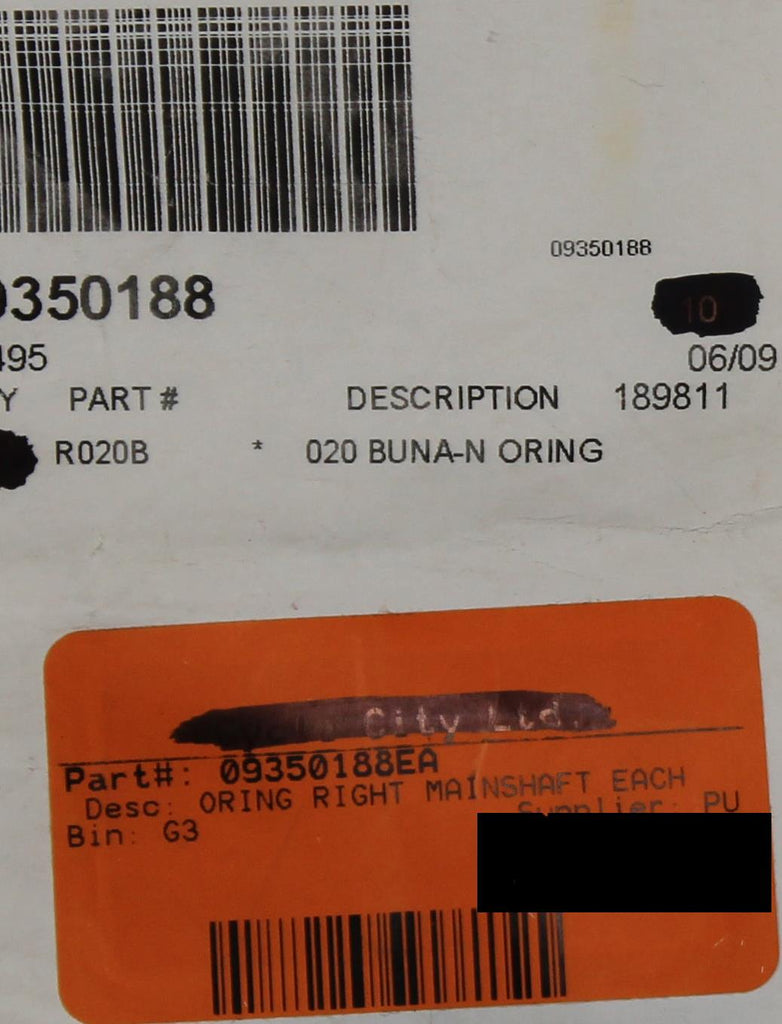 09350188
9350188
10
495
06/09
Y PART # DESCRIPTION 189811
R020B * 020 BUNA-N ORING
City Ltd.
Part#: 09350188EA
Desc: ORING RIGHT MAINSHAFT EACH
Supplier: PU
Bin: G3